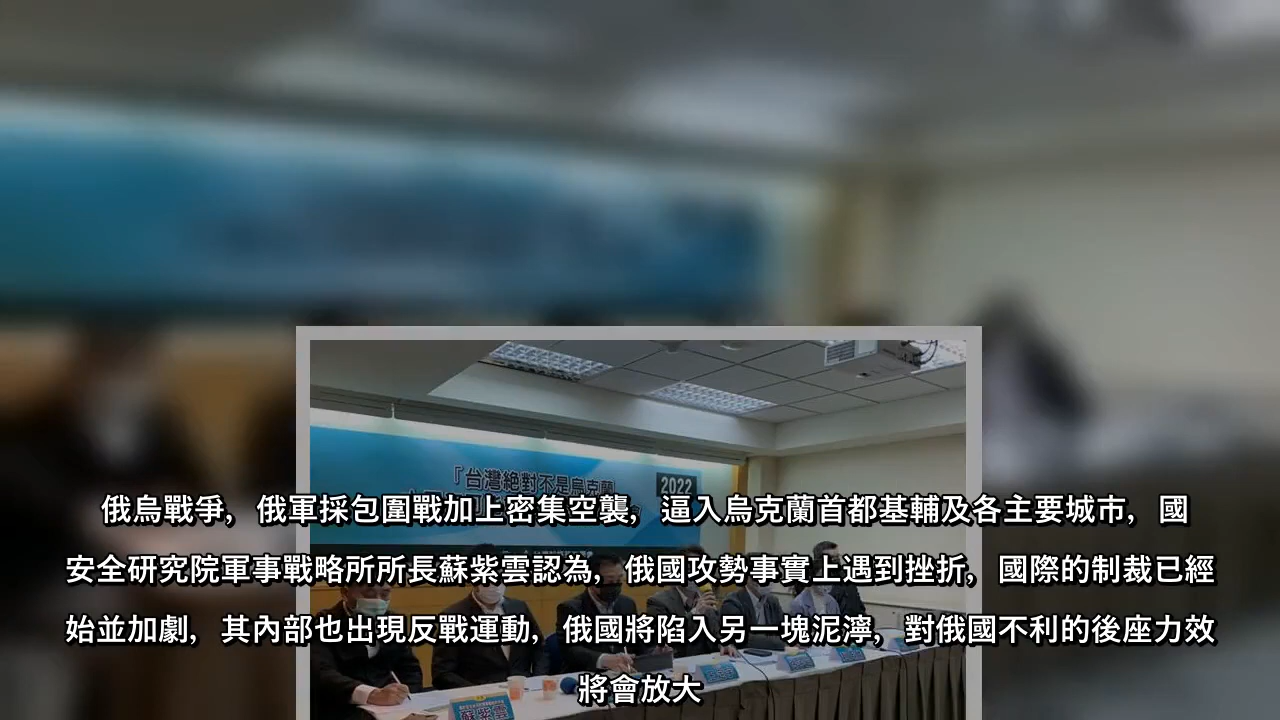 『台灣絕對不是烏克蘭
2022
俄烏戰爭，俄軍採包圍戰加上密集空襲，逼入烏克蘭首都基輔及各主要城市，國
安全研究院軍事戰略所所長蘇紫雲認為，俄國攻勢事實上遇到挫折，國際的制裁已經
始並加劇，其內部也出現反戰運動，俄國將陷入另一塊泥濘，對俄國不利的後座力效
將會放大
蘇紫雲